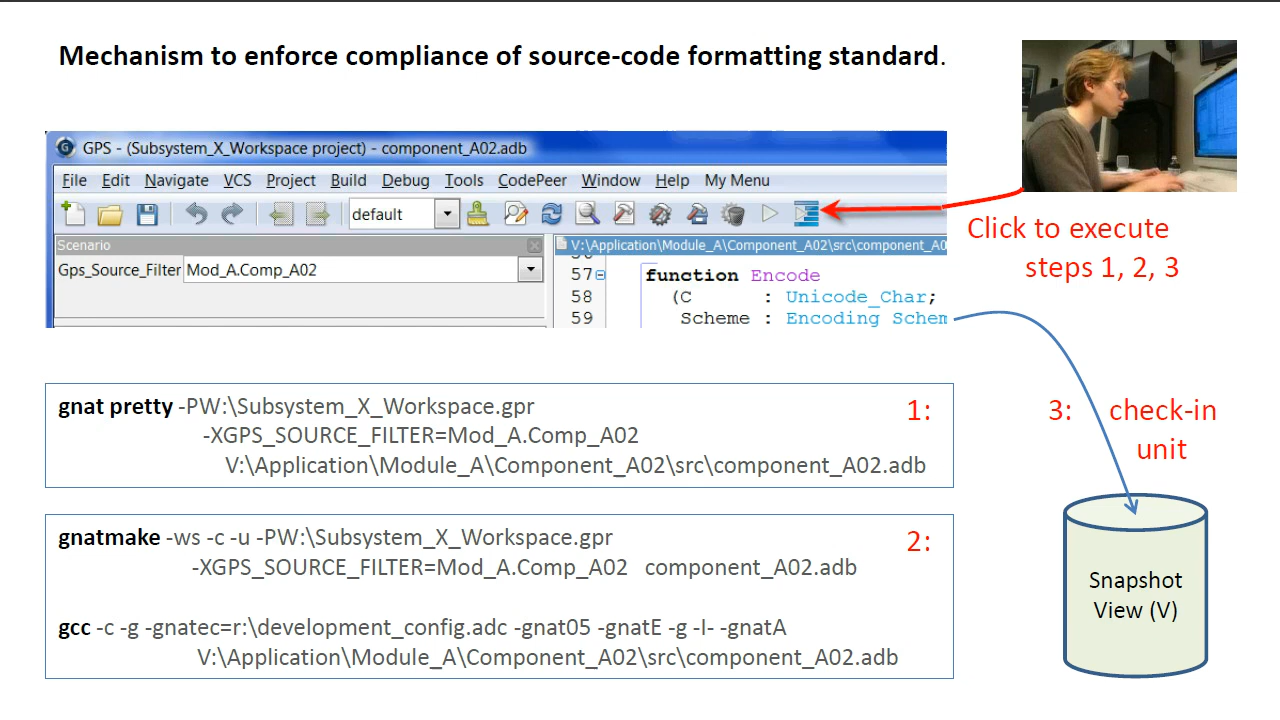 Mechanism to enforce compliance of source-code formatting standard.
GPS - (Subsystem_X_Workspace project) - component_A02.adb
File Edit Navigate VCS Project Build Debug Tools CodePeer Window Help My Menu
default
Scenario
V:\Application\Module_A\Component_A02\src\component_A0
Gps_Source_Filter Mod_A.Comp_A02
57 function Encode
58 (C : Unicode_Char;
59 Scheme : Encoding_Schem
Click to execute
steps 1, 2, 3
gnat pretty -PW:\Subsystem_X_Workspace.gpr 1:
-XGPS_SOURCE_FILTER=Mod_A.Comp_A02
V:\Application\Module_A\Component_A02\src\component_A02.adb
3: check-in
unit
gnatmake -ws -c -u -PW:\Subsystem_X_Workspace.gpr 2:
-XGPS_SOURCE_FILTER=Mod_A.Comp_A02 component_A02.adb
gcc -c -g -gnatec=r:\development_config.adc -gnat05 -gnatE -g -I- -gnatA
V:\Application\Module_A\Component_A02\src\component_A02.adb
Snapshot
View (V)